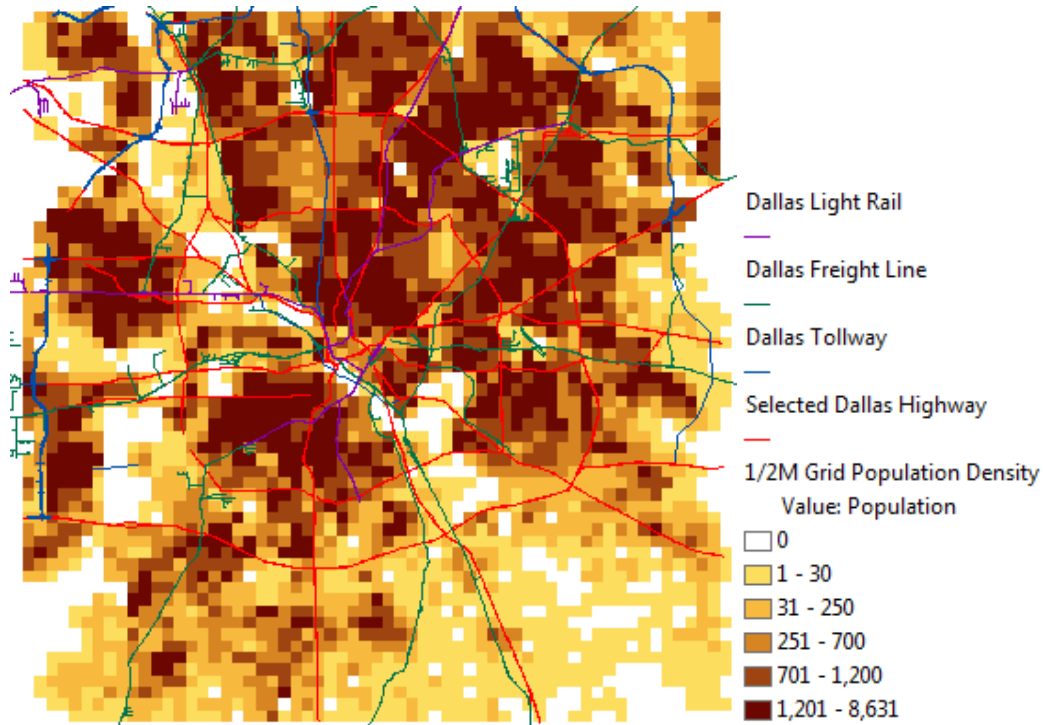 Dallas Light Rail
Dallas Freight Line
Dallas Tollway
Selected Dallas Highway
1/2M Grid Population Density
Value: Population
0
1 - 30
31 - 250
251 - 700
701 - 1,200
1,201 - 8,631